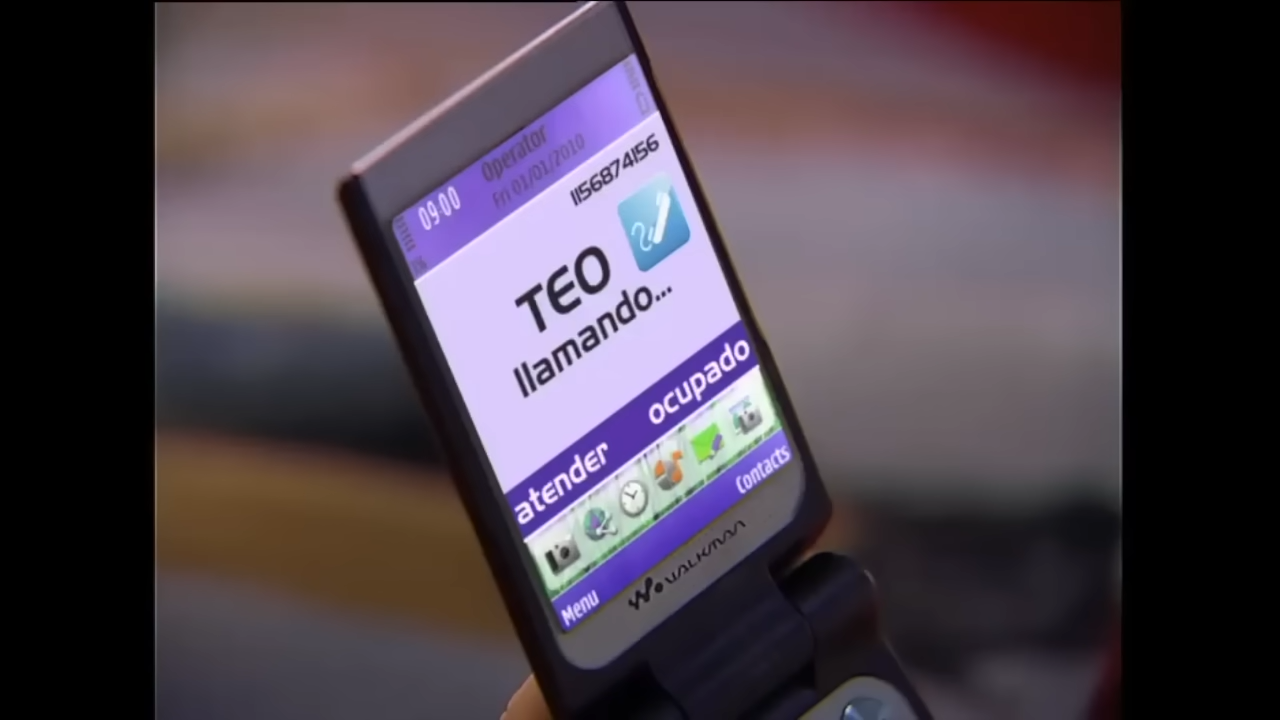 Operator
09:00
Fri 01/01/2010
1156874156
TEO
llamando...
atender ocupado
Menu Contacts
WALKMAN